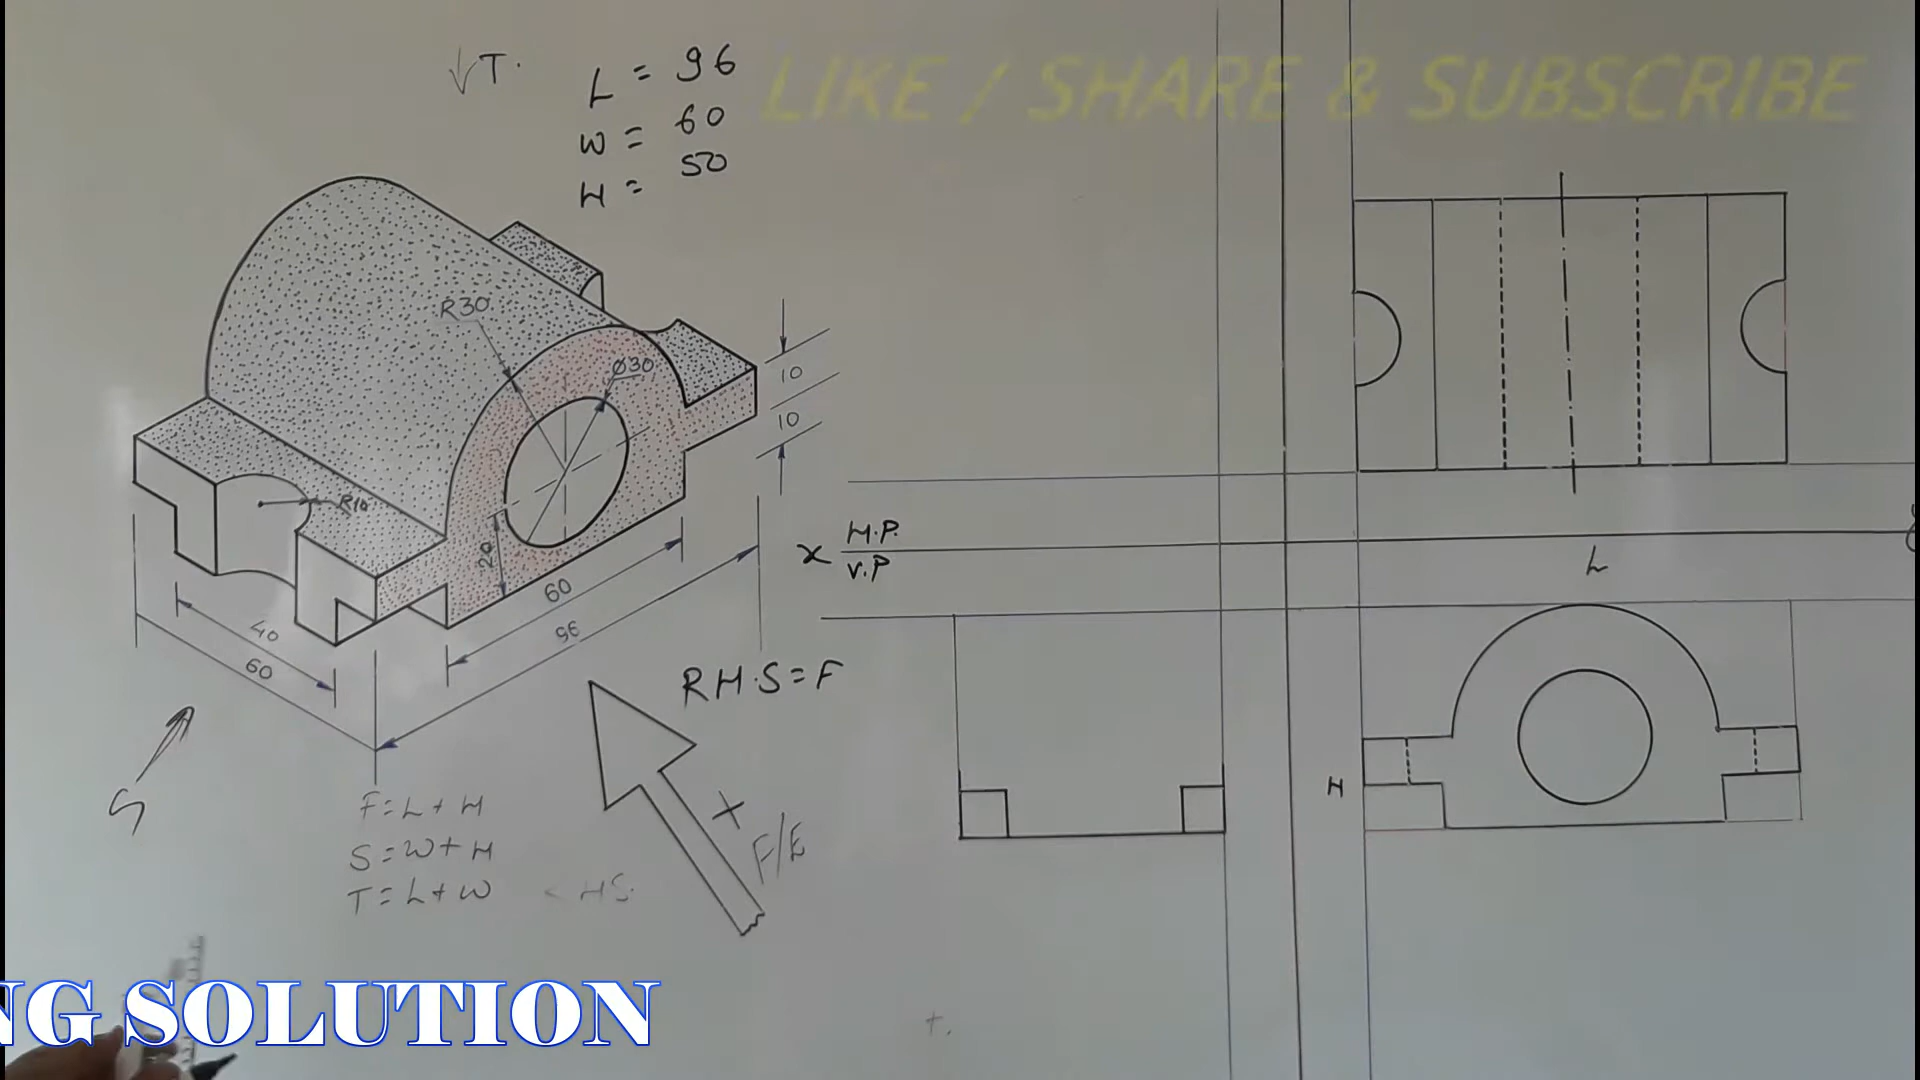 ↓ T.
L = 96
W = 60
H = 50
LIKE / SHARE & SUBSCRIBE
R30
Ø30
10
10
R10
20
60
96
40
60
X H.P.
V.P
L
H
RH.S=F
S
F/E
F = L + H
S = W + H
T = L + W
HS.
NG SOLUTION